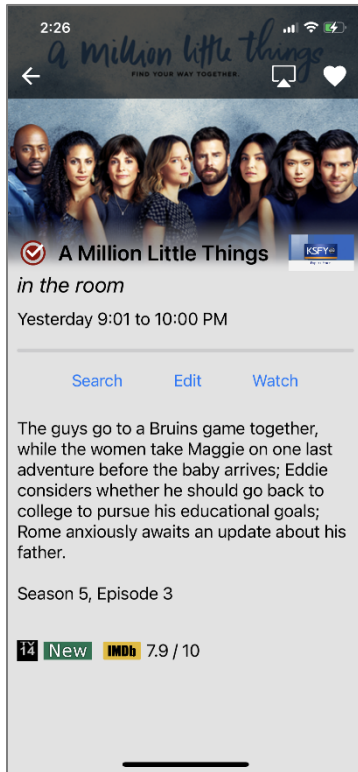 2:26
a million little things
FIND YOUR WAY TOGETHER.
A Million Little Things
KSFY
in the room
Yesterday 9:01 to 10:00 PM
Search Edit Watch
The guys go to a Bruins game together,
while the women take Maggie on one last
adventure before the baby arrives; Eddie
considers whether he should go back to
college to pursue his educational goals;
Rome anxiously awaits an update about his
father.
Season 5, Episode 3
TV
14 New IMDb 7.9 / 10